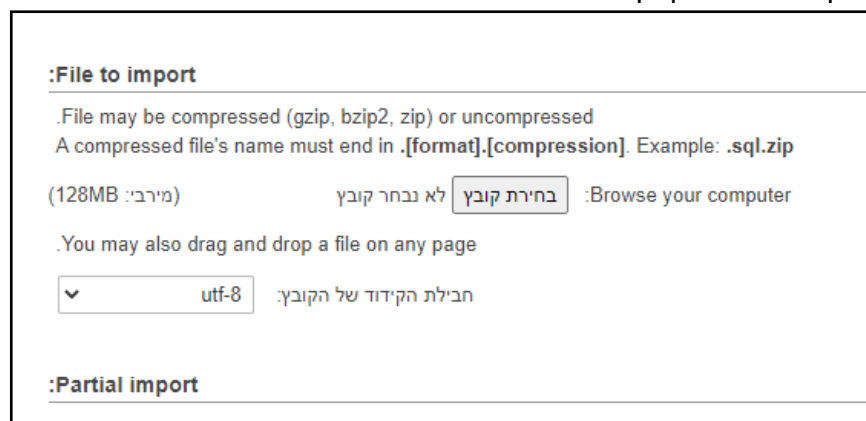 File to import:
File may be compressed (gzip, bzip2, zip) or uncompressed.
A compressed file's name must end in .[format].[compression]. Example: .sql.zip
Browse your computer: בחירת קובץ לא נבחר קובץ (מירבי: 128MB)
You may also drag and drop a file on any page.
חבילת הקידוד של הקובץ: utf-8
Partial import: